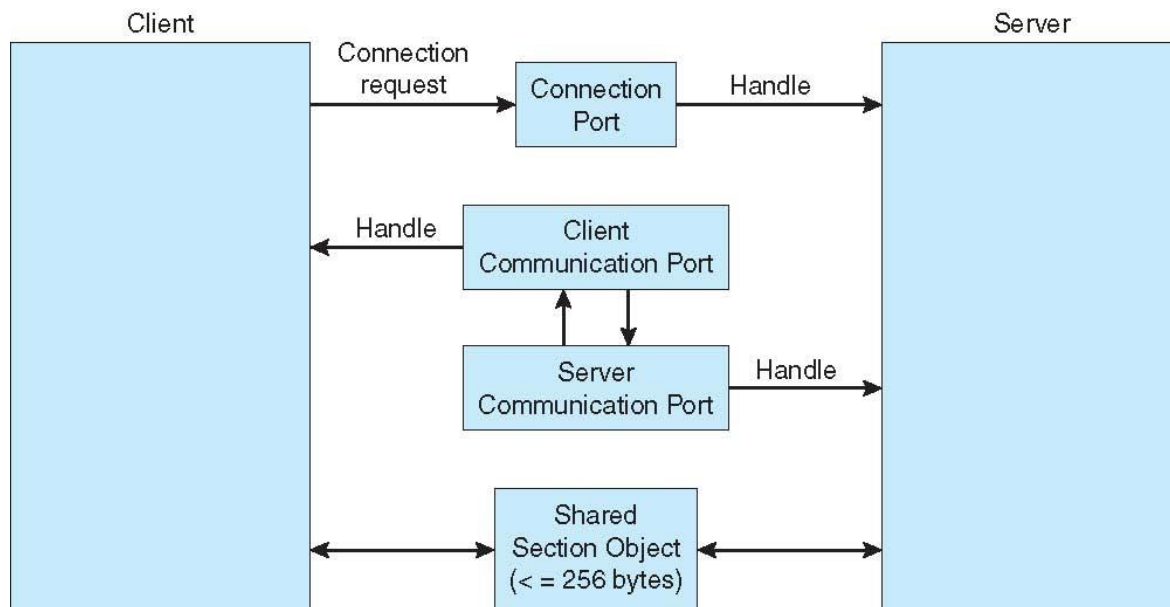 Client
Server
Connection
request
Connection
Port
Handle
Handle
Client
Communication Port
Server
Communication Port
Handle
Shared
Section Object
(< = 256 bytes)